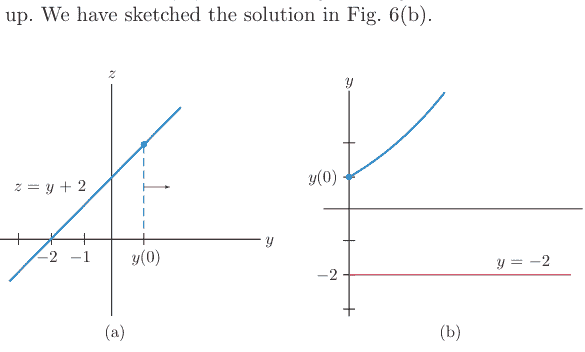 up. We have sketched the solution in Fig. 6(b).
z
z = y + 2
y
−2
−1
y(0)
(a)
y
y(0)
y = −2
−2
(b)